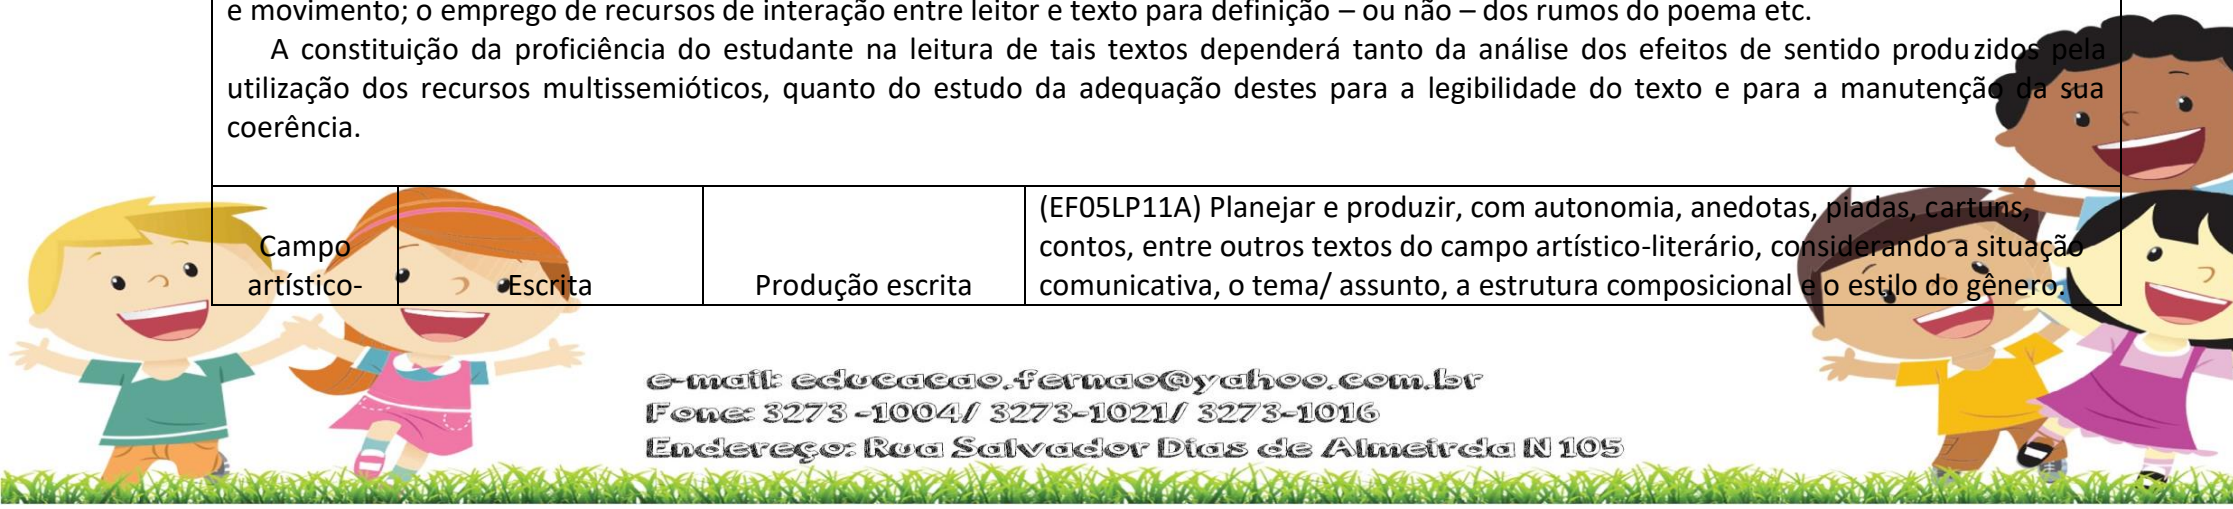 e movimento; o emprego de recursos de interação entre leitor e texto para definição – ou não – dos rumos do poema etc.
A constituição da proficiência do estudante na leitura de tais textos dependerá tanto da análise dos efeitos de sentido produzidos pela
utilização dos recursos multissemióticos, quanto do estudo da adequação destes para a legibilidade do texto e para a manutenção da sua
coerência.
Campo
artístico-
Escrita
Produção escrita
(EF05LP11A) Planejar e produzir, com autonomia, anedotas, piadas, cartuns,
contos, entre outros textos do campo artístico-literário, considerando a situação
comunicativa, o tema/ assunto, a estrutura composicional e o estilo do gênero.
e-mail: educacao.fernao@yahoo.com.br
Fone: 3273 -1004/ 3273-1021/ 3273-1016
Endereço: Rua Salvador Dias de Almeirda N 105